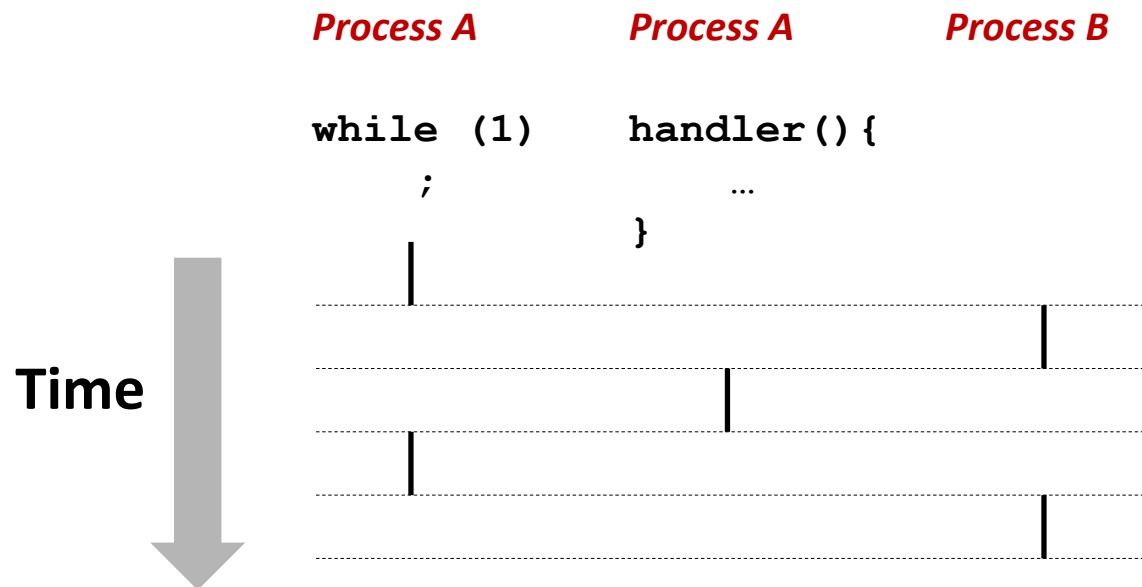 Process A Process A Process B
while (1) handler(){
; …
}
Time